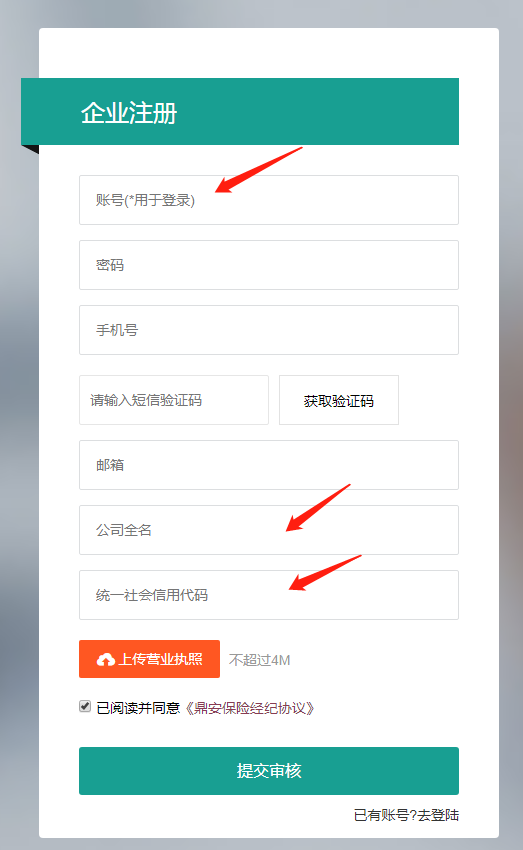 企业注册
账号(*用于登录)
密码
手机号
请输入短信验证码 获取验证码
邮箱
公司全名
统一社会信用代码
上传营业执照 不超过4M
已阅读并同意《鼎安保险经纪协议》
提交审核
已有账号?去登陆